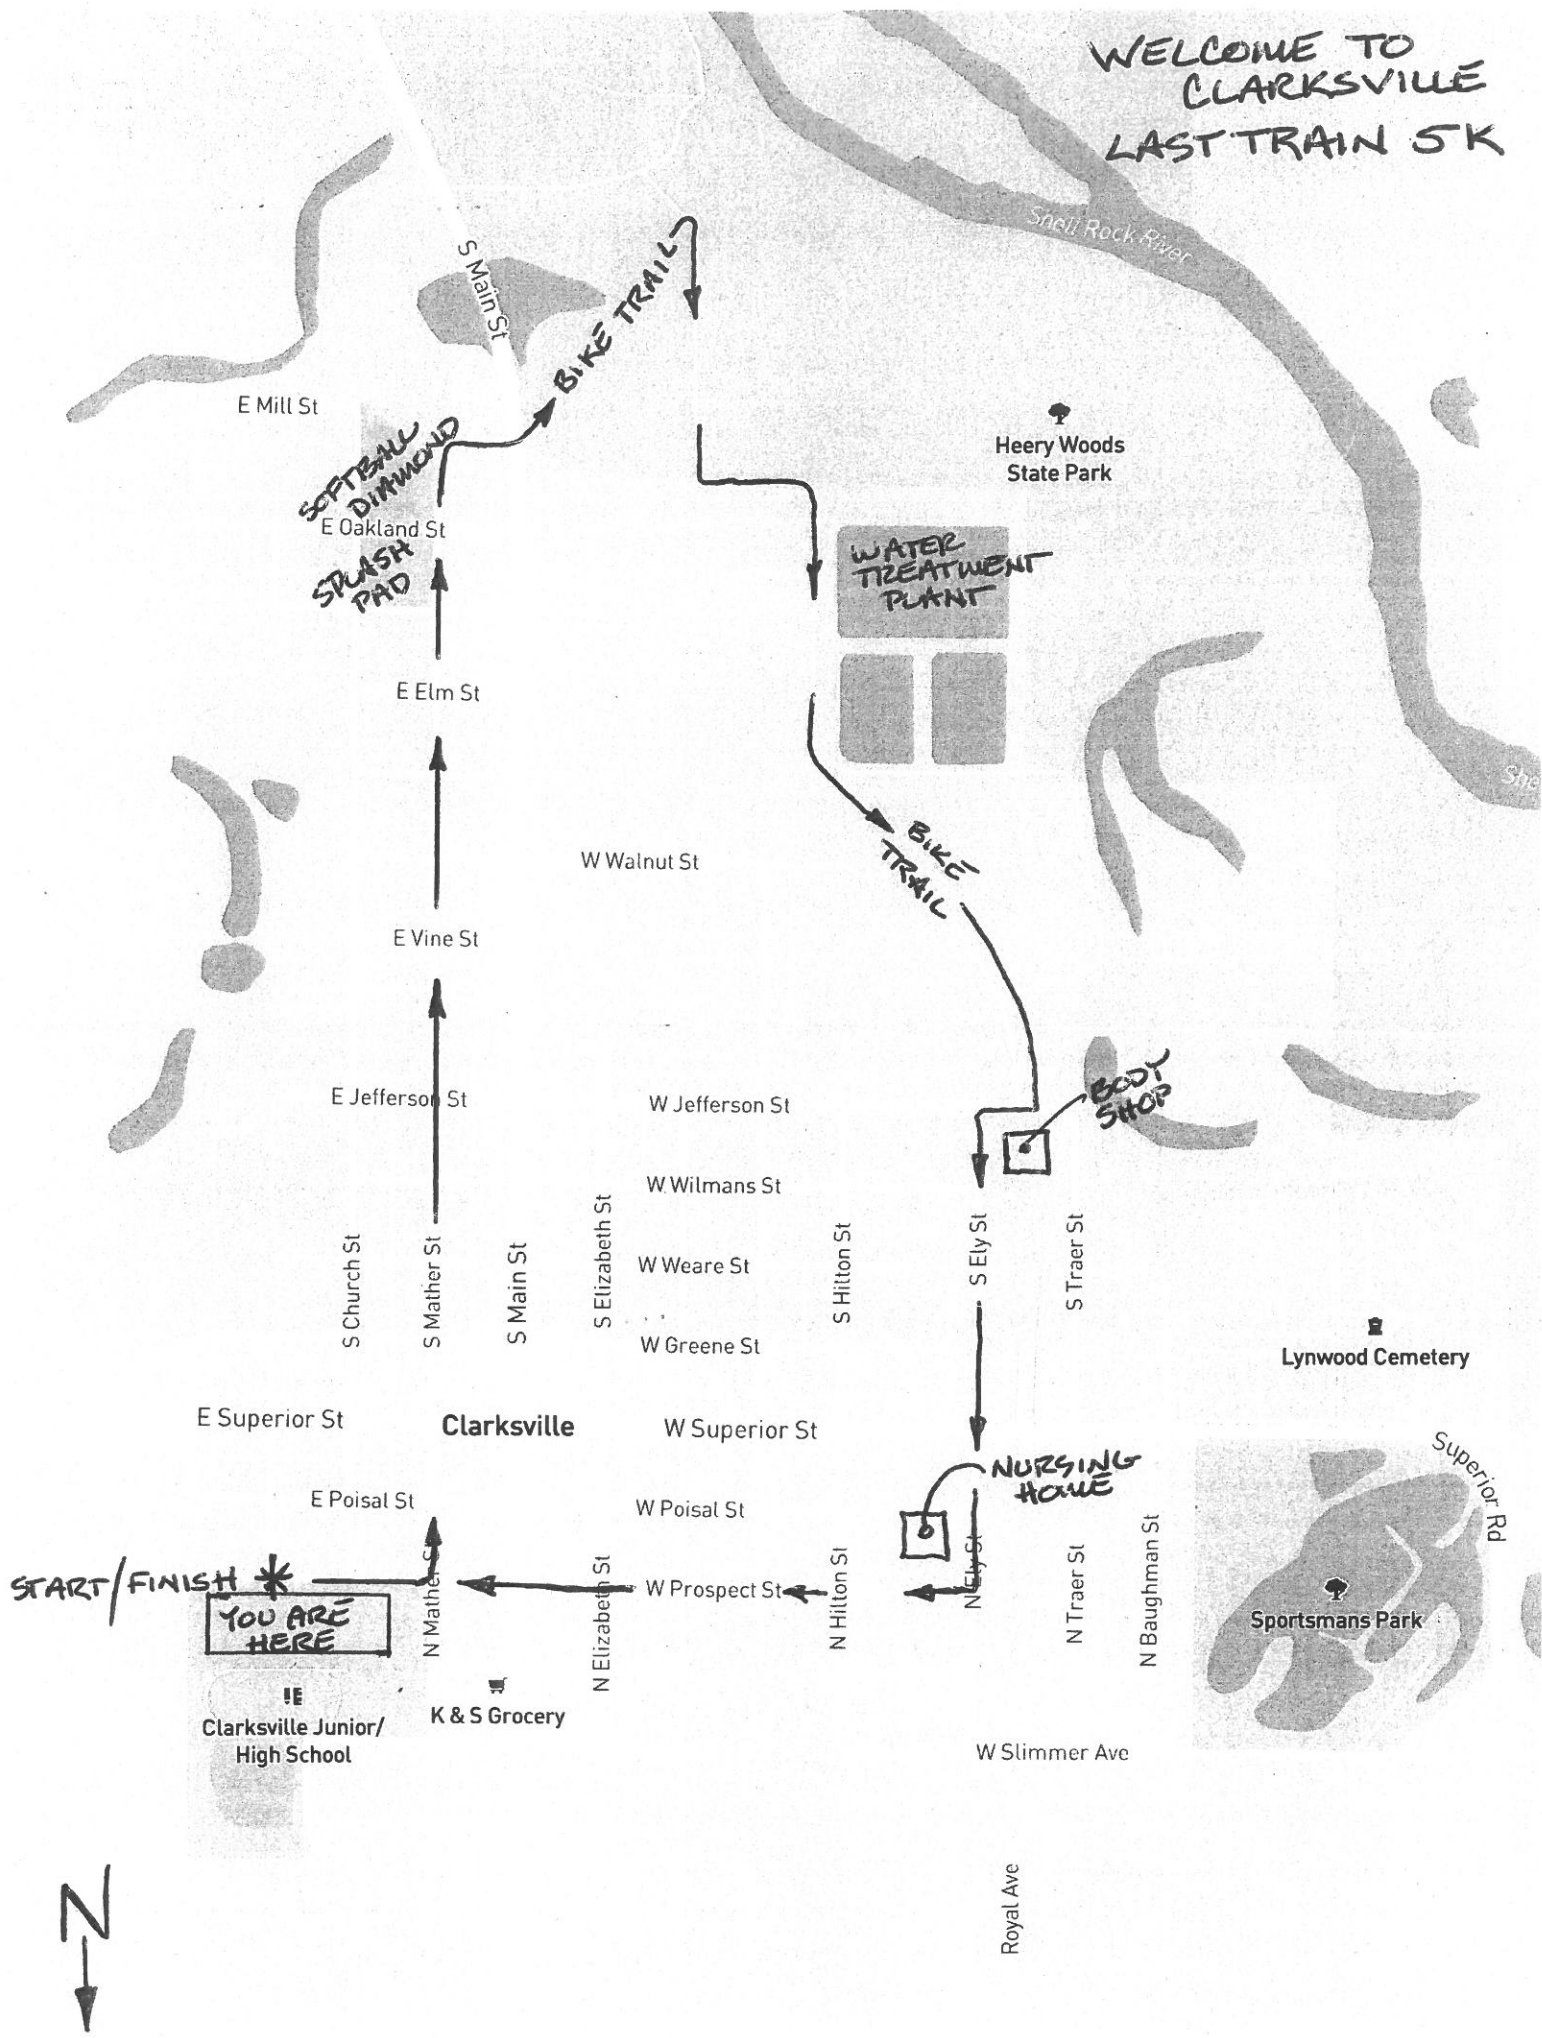 WELCOME TO
CLARKSVILLE
LAST TRAIN 5K
Shell Rock River
S Main St
BIKE TRAIL
E Mill St
SOFTBALL
DIAMOND
Heery Woods
State Park
E Oakland St
SPLASH
PAD
WATER
TREATMENT
PLANT
E Elm St
She
W Walnut St
BIKE
TRAIL
E Vine St
E Jefferson St
W Jefferson St
BODY
SHOP
W Wilmans St
S Church St
S Mather St
S Main St
S Elizabeth St
W Weare St
S Hilton St
S Ely St
S Traer St
W Greene St
Lynwood Cemetery
E Superior St
Clarksville
W Superior St
Superior Rd
NURSING
HOME
E Poisal St
W Poisal St
START/FINISH
YOU ARE
HERE
N Mather St
N Elizabeth St
W Prospect St
N Hilton St
N Ely St
N Traer St
N Baughman St
Sportsmans Park
Clarksville Junior/
High School
K & S Grocery
W Slimmer Ave
Royal Ave
N